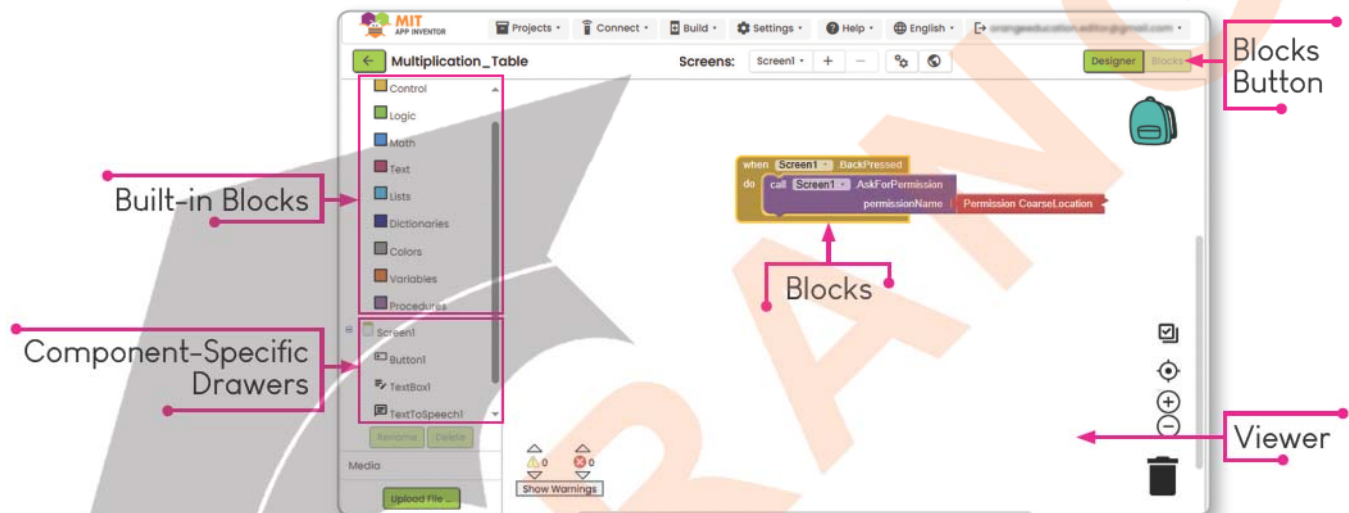 MIT
APP INVENTOR
Projects
Connect
Build
Settings
Help
English
Multiplication_Table
Screens:
Screen1
Designer
Blocks
Blocks
Button
Control
Logic
Math
Text
Lists
Dictionaries
Colors
Variables
Procedures
Built-in Blocks
when Screen1 .BackPressed
do call Screen1 .AskForPermission
permissionName Permission CoarseLocation
Blocks
Screen1
Button1
TextBox1
TextToSpeech1
Component-Specific
Drawers
Rename Delete
Media
Upload File ...
0 0
Show Warnings
Viewer
RANG